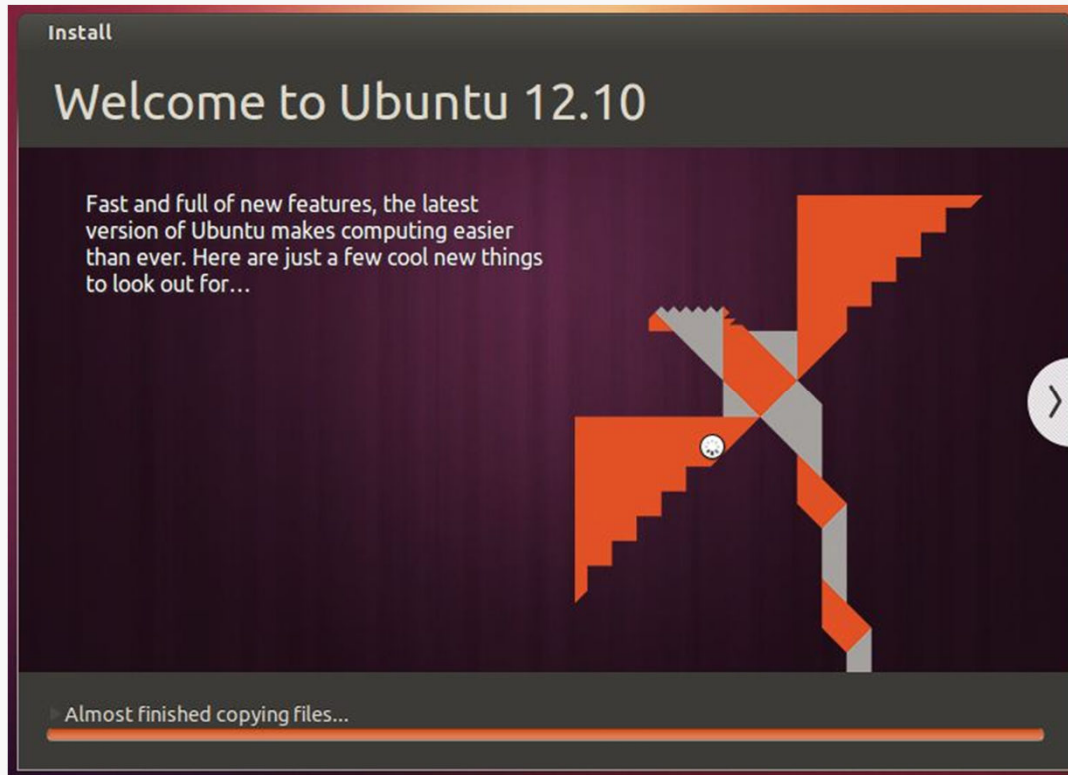 Install
Welcome to Ubuntu 12.10
Fast and full of new features, the latest
version of Ubuntu makes computing easier
than ever. Here are just a few cool new things
to look out for…
Almost finished copying files...